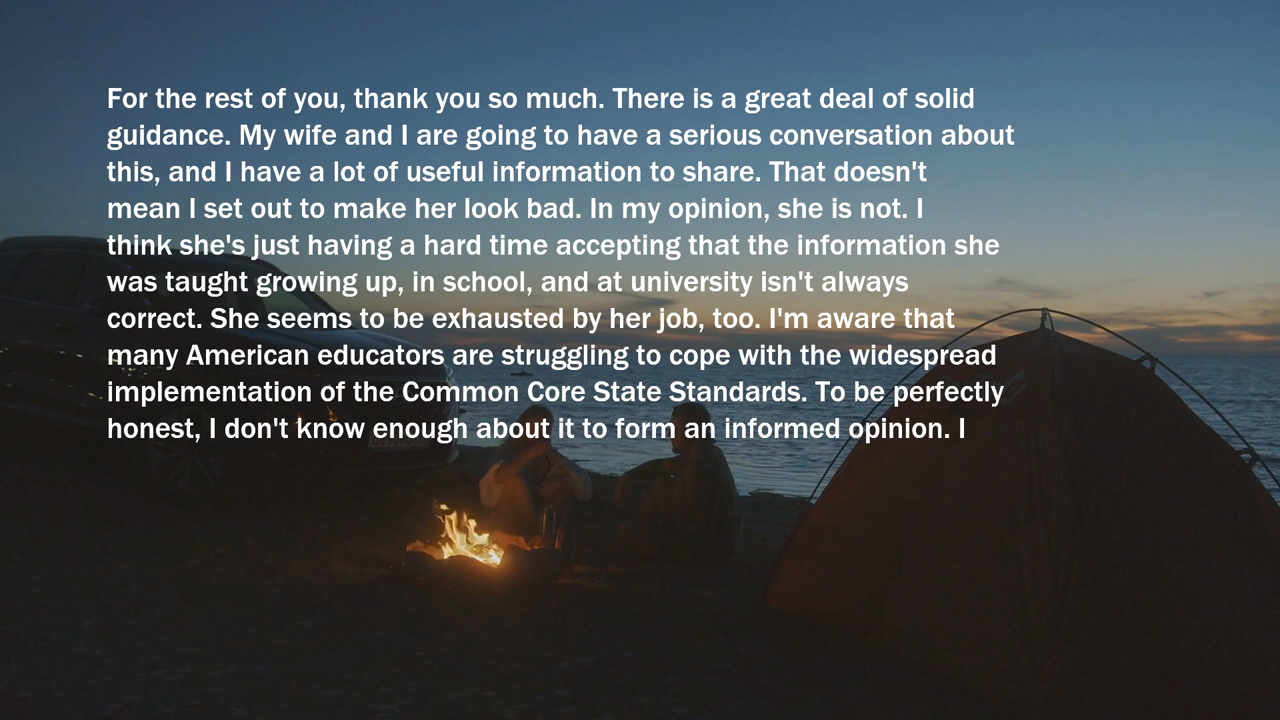 For the rest of you, thank you so much. There is a great deal of solid
guidance. My wife and I are going to have a serious conversation about
this, and I have a lot of useful information to share. That doesn't
mean I set out to make her look bad. In my opinion, she is not. I
think she's just having a hard time accepting that the information she
was taught growing up, in school, and at university isn't always
correct. She seems to be exhausted by her job, too. I'm aware that
many American educators are struggling to cope with the widespread
implementation of the Common Core State Standards. To be perfectly
honest, I don't know enough about it to form an informed opinion. I